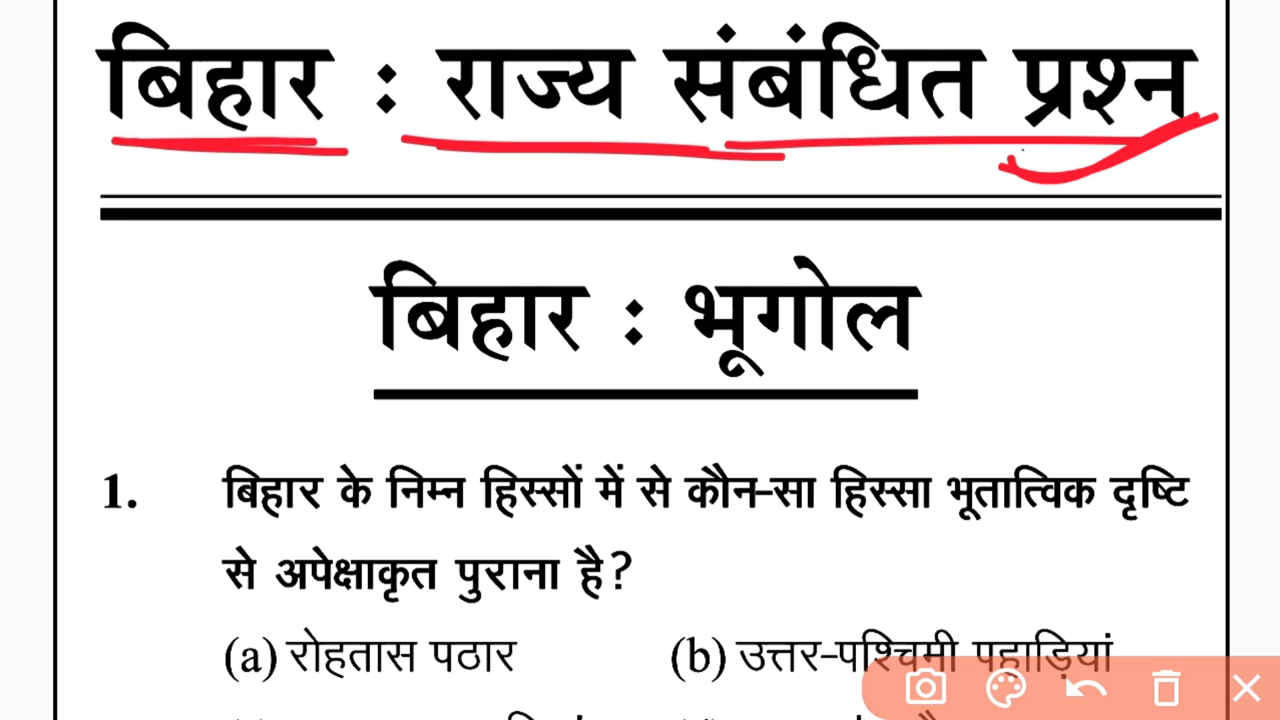 बिहार : राज्य संबंधित प्रश्न
बिहार : भूगोल
1. बिहार के निम्न हिस्सों में से कौन-सा हिस्सा भूतात्विक दृष्टि
से अपेक्षाकृत पुराना है?
(a) रोहतास पठार (b) उत्तर-पश्चिमी पहाड़ियां